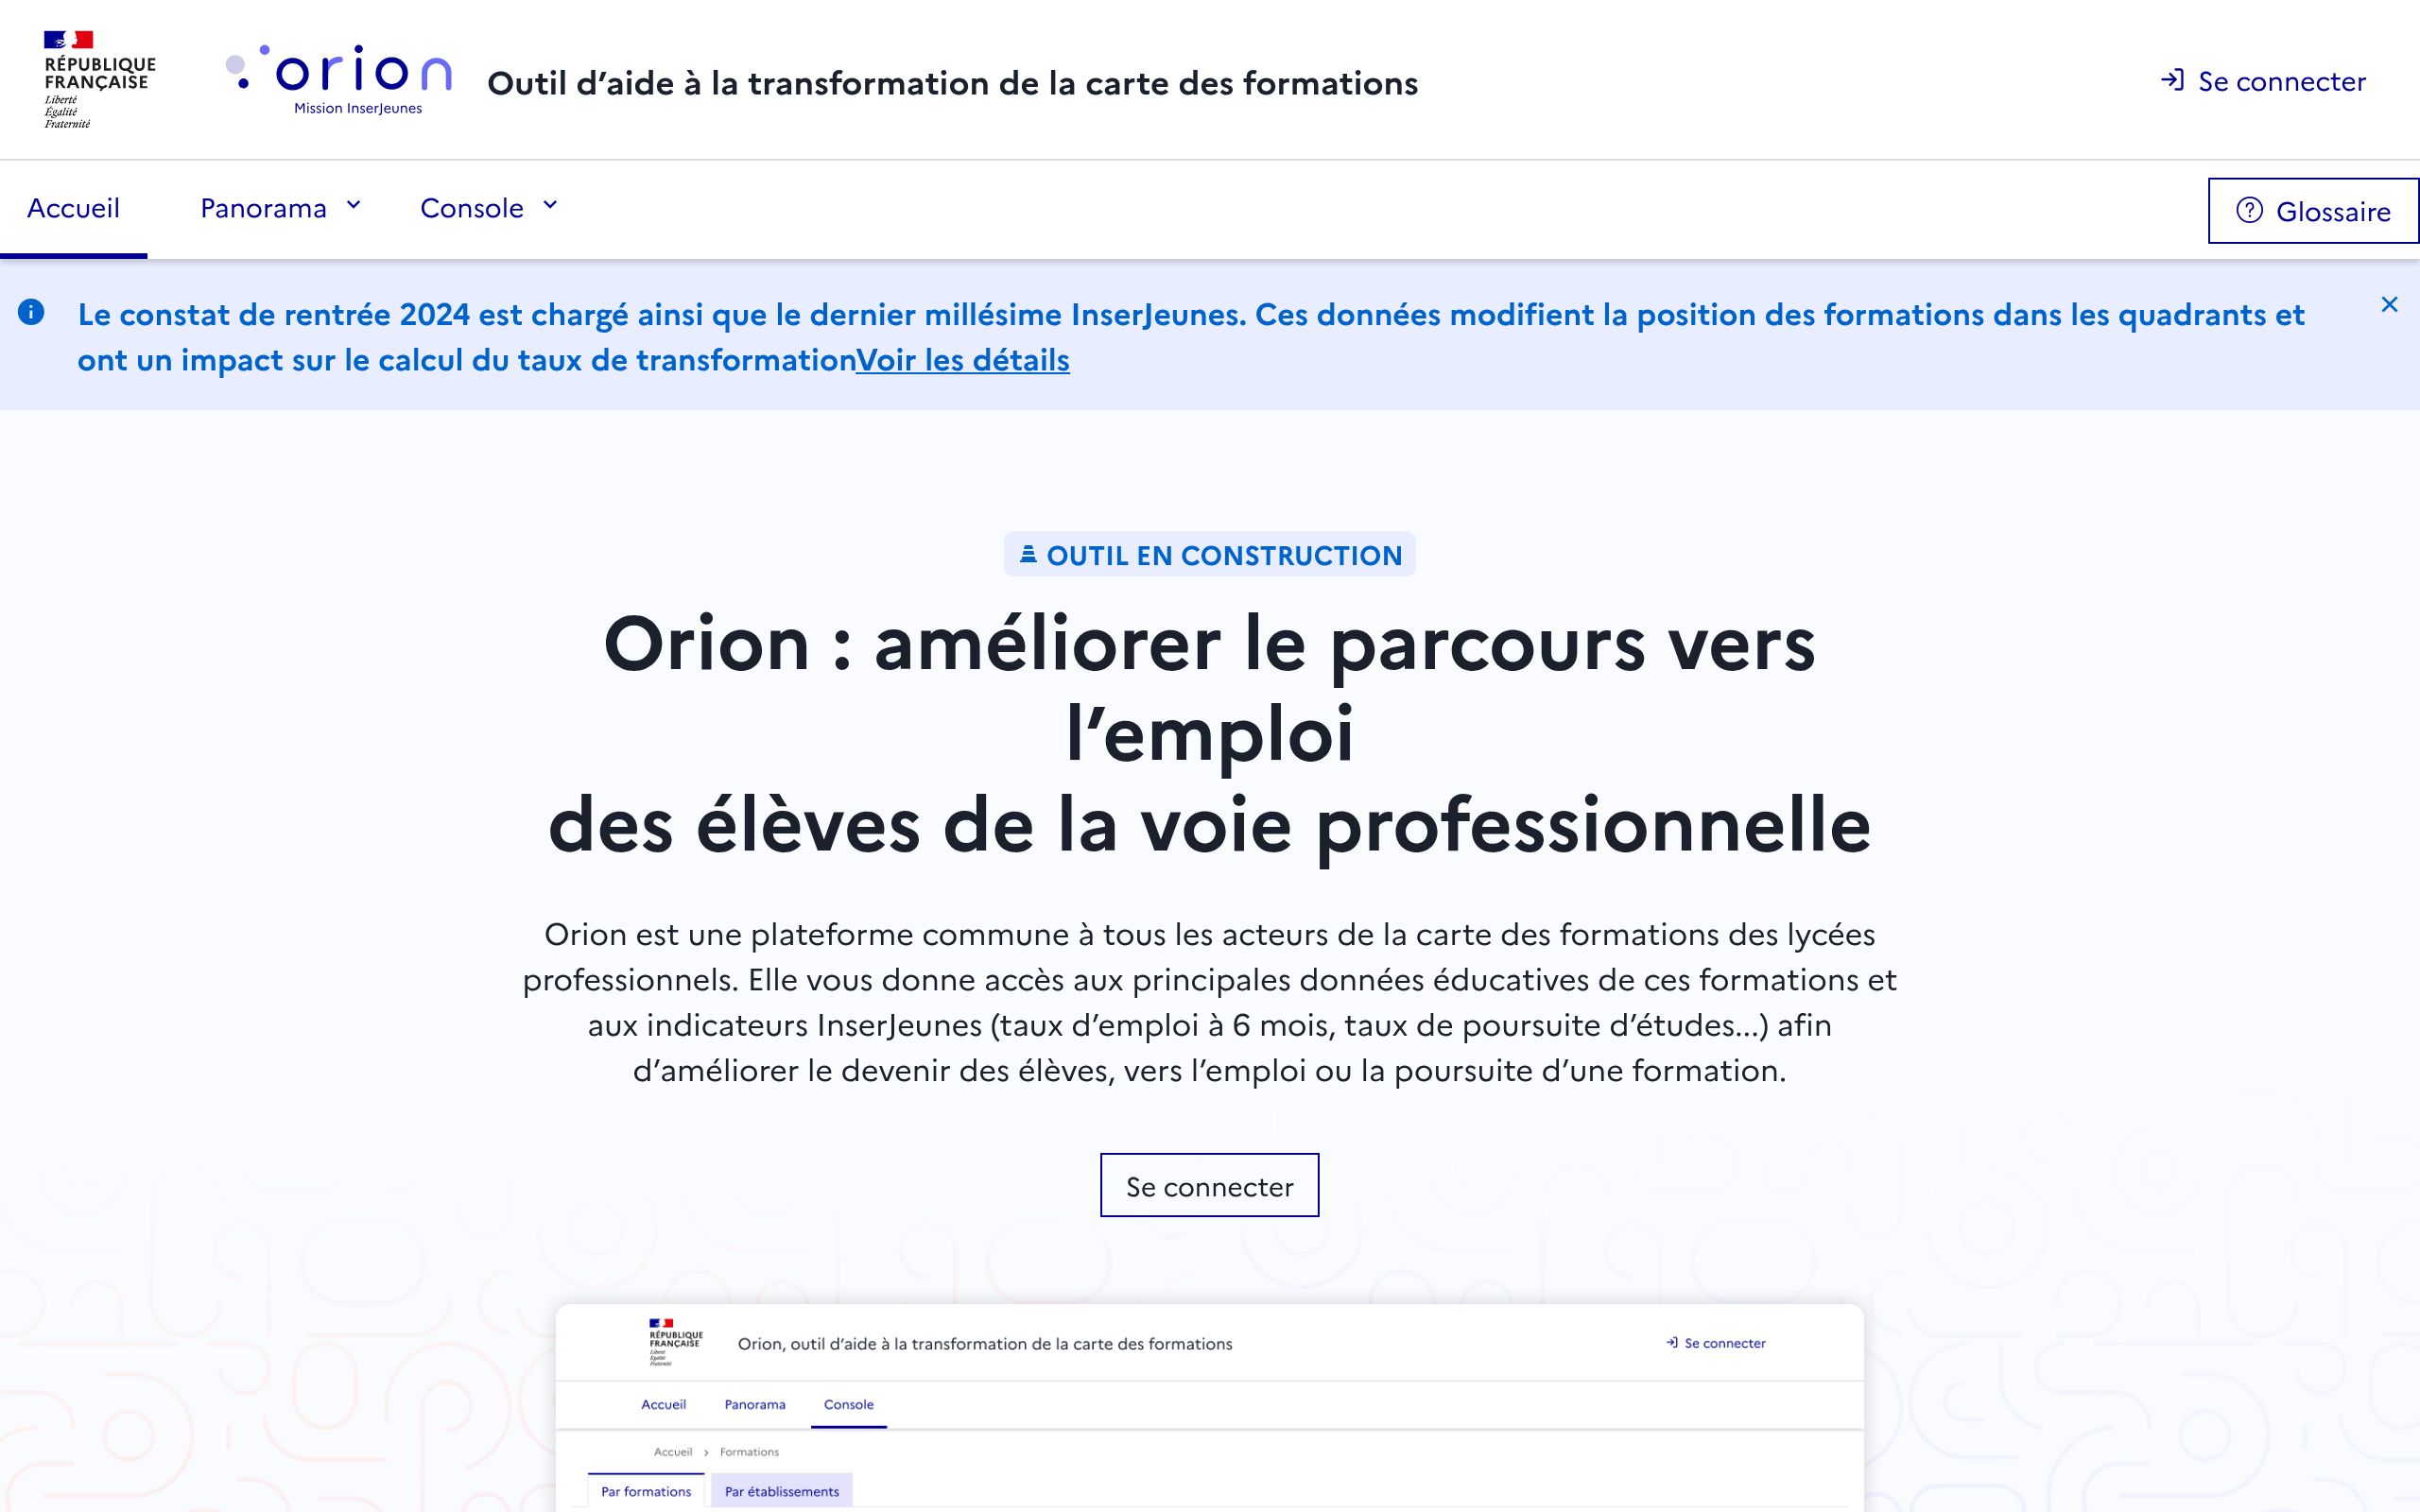 RÉPUBLIQUE
FRANÇAISE
Liberté
Égalité
Fraternité
orion
Mission InserJeunes
Outil d’aide à la transformation de la carte des formations
Se connecter
Accueil
Panorama
Console
Glossaire
Le constat de rentrée 2024 est chargé ainsi que le dernier millésime InserJeunes. Ces données modifient la position des formations dans les quadrants et
ont un impact sur le calcul du taux de transformationVoir les détails
OUTIL EN CONSTRUCTION
Orion : améliorer le parcours vers
l’emploi
des élèves de la voie professionnelle
Orion est une plateforme commune à tous les acteurs de la carte des formations des lycées
professionnels. Elle vous donne accès aux principales données éducatives de ces formations et
aux indicateurs InserJeunes (taux d’emploi à 6 mois, taux de poursuite d’études...) afin
d’améliorer le devenir des élèves, vers l’emploi ou la poursuite d’une formation.
Se connecter
RÉPUBLIQUE
FRANÇAISE
Liberté
Égalité
Fraternité
Orion, outil d’aide à la transformation de la carte des formations
Se connecter
Accueil
Panorama
Console
Accueil > Formations
Par formations
Par établissements